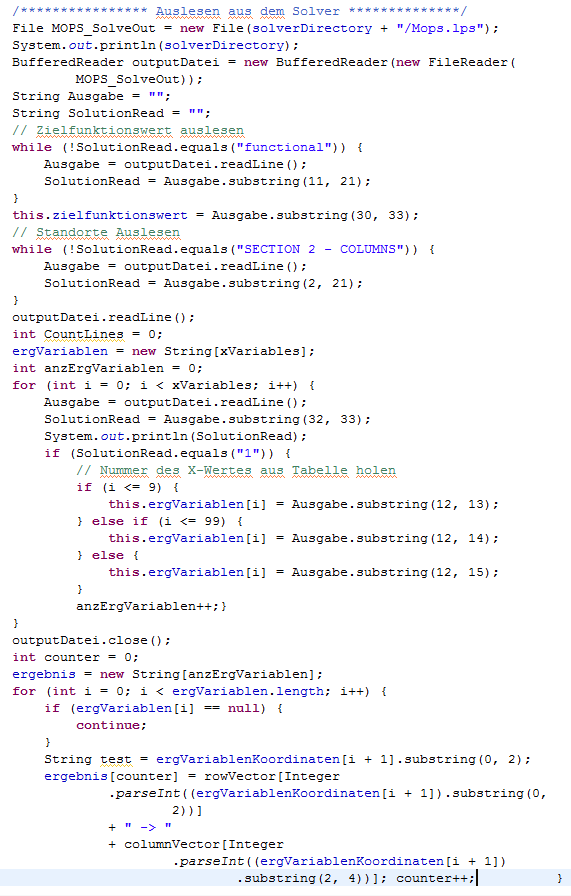 /**************** Auslesen aus dem Solver **************/
File MOPS_SolveOut = new File(solverDirectory + "/Mops.lps");
System.out.println(solverDirectory);
BufferedReader outputDatei = new BufferedReader(new FileReader(
        MOPS_SolveOut));
String Ausgabe = "";
String SolutionRead = "";
// Zielfunktionswert auslesen
while (!SolutionRead.equals("functional")) {
    Ausgabe = outputDatei.readLine();
    SolutionRead = Ausgabe.substring(11, 21);
}
this.zielfunktionswert = Ausgabe.substring(30, 33);
// Standorte Auslesen
while (!SolutionRead.equals("SECTION 2 - COLUMNS")) {
    Ausgabe = outputDatei.readLine();
    SolutionRead = Ausgabe.substring(2, 21);
}
outputDatei.readLine();
int CountLines = 0;
ergVariablen = new String[xVariables];
int anzErgVariablen = 0;
for (int i = 0; i < xVariables; i++) {
    Ausgabe = outputDatei.readLine();
    SolutionRead = Ausgabe.substring(32, 33);
    System.out.println(SolutionRead);
    if (SolutionRead.equals("1")) {
        // Nummer des X-Wertes aus Tabelle holen
        if (i <= 9) {
            this.ergVariablen[i] = Ausgabe.substring(12, 13);
        } else if (i <= 99) {
            this.ergVariablen[i] = Ausgabe.substring(12, 14);
        } else {
            this.ergVariablen[i] = Ausgabe.substring(12, 15);
        }
        anzErgVariablen++;}
}
outputDatei.close();
int counter = 0;
ergebnis = new String[anzErgVariablen];
for (int i = 0; i < ergVariablen.length; i++) {
    if (ergVariablen[i] == null) {
        continue;
    }
    String test = ergVariablenKoordinaten[i + 1].substring(0, 2);
    ergebnis[counter] = rowVector[Integer
            .parseInt((ergVariablenKoordinaten[i + 1]).substring(0,
                    2))]
            + " -> "
            + columnVector[Integer
                    .parseInt((ergVariablenKoordinaten[i + 1])
                            .substring(2, 4))]; counter++;          }